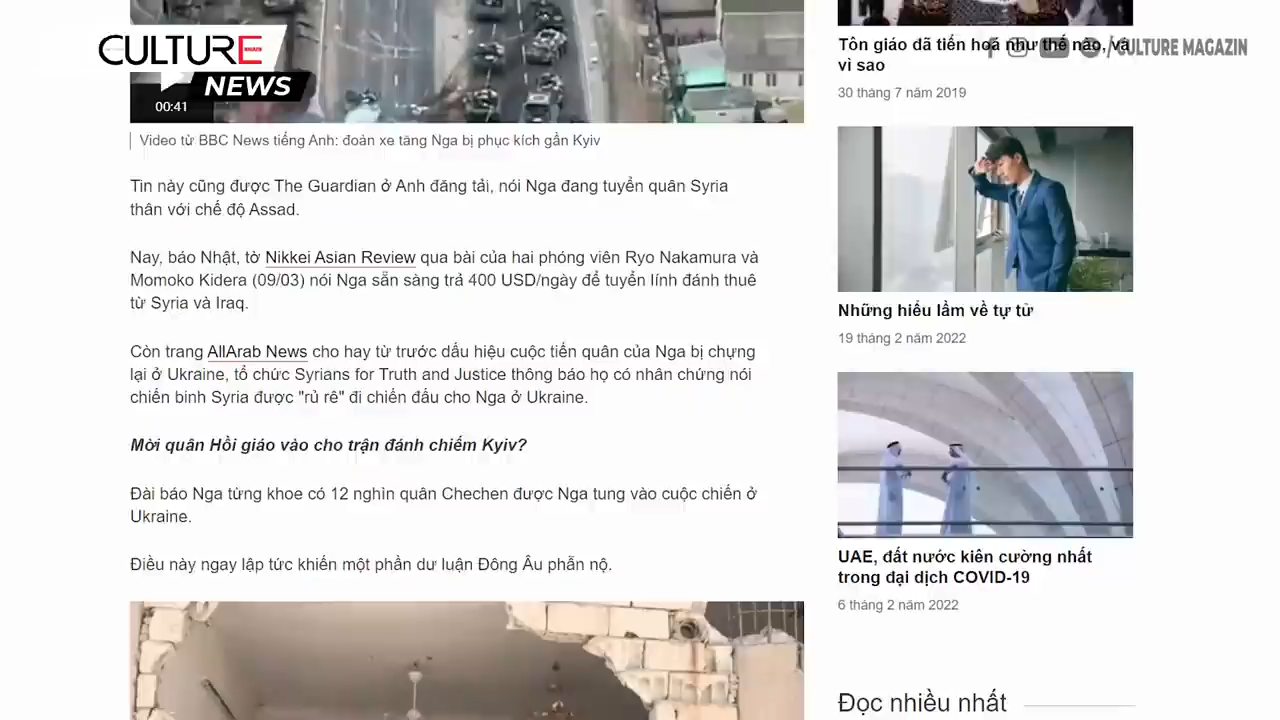 CULTURE
NEWS
00:41
Video từ BBC News tiếng Anh: đoàn xe tăng Nga bị phục kích gần Kyiv
Tin này cũng được The Guardian ở Anh đăng tải, nói Nga đang tuyển quân Syria
thân với chế độ Assad.
Nay, báo Nhật, tờ Nikkei Asian Review qua bài của hai phóng viên Ryo Nakamura và
Momoko Kidera (09/03) nói Nga sẵn sàng trả 400 USD/ngày để tuyển lính đánh thuê
từ Syria và Iraq.
Còn trang AllArab News cho hay từ trước dấu hiệu cuộc tiến quân của Nga bị chựng
lại ở Ukraine, tổ chức Syrians for Truth and Justice thông báo họ có nhân chứng nói
chiến binh Syria được "rủ rê" đi chiến đấu cho Nga ở Ukraine.
Mời quân Hồi giáo vào cho trận đánh chiếm Kyiv?
Đài báo Nga từng khoe có 12 nghìn quân Chechen được Nga tung vào cuộc chiến ở
Ukraine.
Điều này ngay lập tức khiến một phần dư luận Đông Âu phẫn nộ.
Tôn giáo đã tiến hoá như thế nào, và
vì sao
/CULTURE MAGAZIN
30 tháng 7 năm 2019
Những hiểu lầm về tự tử
19 tháng 2 năm 2022
UAE, đất nước kiên cường nhất
trong đại dịch COVID-19
6 tháng 2 năm 2022
Đọc nhiều nhất